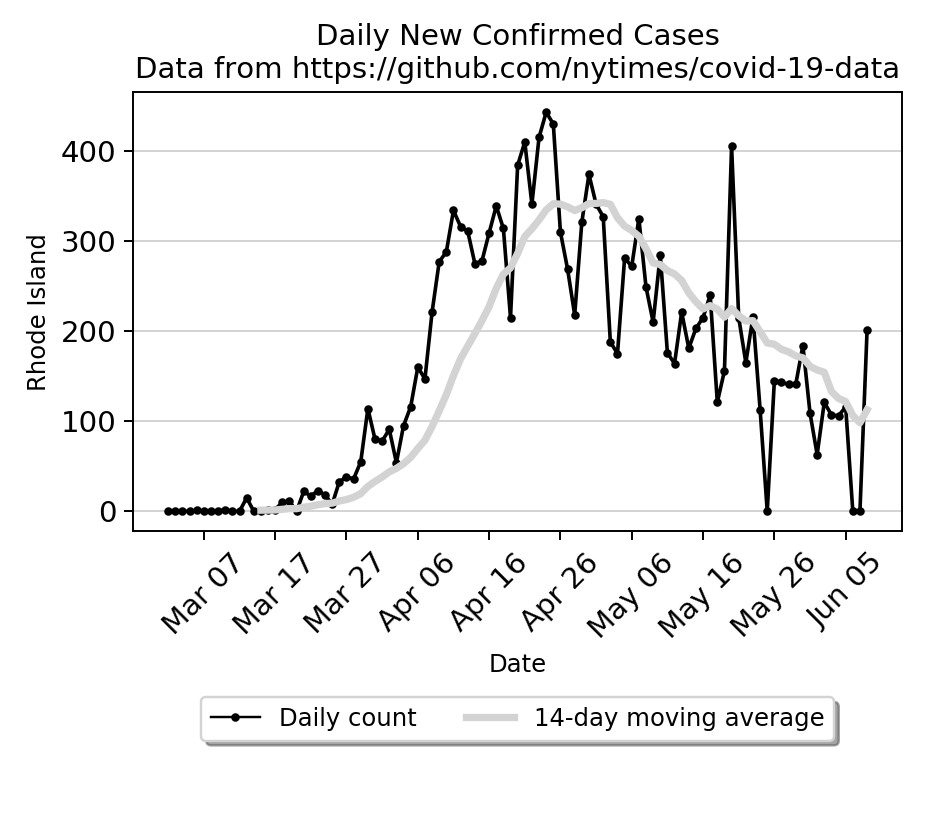 Daily New Confirmed Cases
Data from https://github.com/nytimes/covid-19-data
400
300
200
100
0
Rhode Island
Mar 07
Mar 17
Mar 27
Apr 06
Apr 16
Apr 26
May 06
May 16
May 26
Jun 05
Date
Daily count
14-day moving average